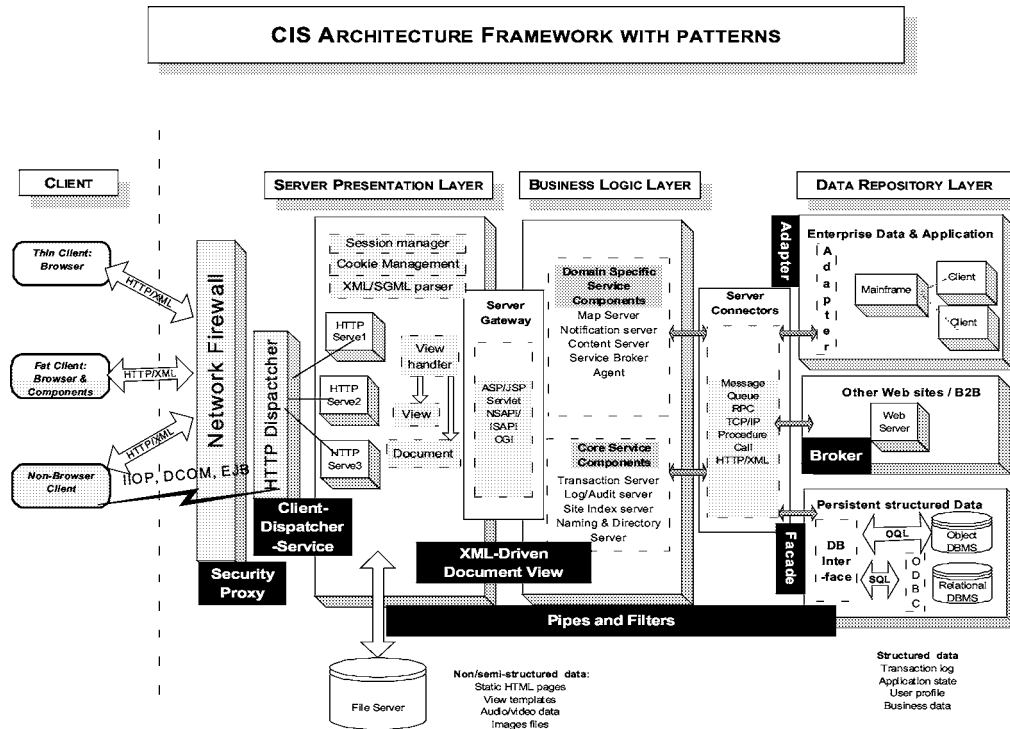 CIS ARCHITECTURE FRAMEWORK WITH PATTERNS
CLIENT
SERVER PRESENTATION LAYER
BUSINESS LOGIC LAYER
DATA REPOSITORY LAYER
Thin Client:
Browser
HTTP/XML
Fat Client:
Browser &
Components
HTTP/XML
HTTP/XML
Non-Browser
Client
IIOP, DCOM, EJB
Network Firewall
Security
Proxy
HTTP Dispactcher
Client-
Dispatcher
-Service
Session manager
Cookie Management
XML/SGML parser
HTTP
Serve1
HTTP
Serve2
HTTP
Serve3
View
handler
View
Document
Server
Gateway
ASP/JSP
Servlet
NSAPI/
ISAPI
CGI
XML-Driven
Document View
Domain Specific
Service
Components
Map Server
Notification server
Content Server
Service Broker
Agent
Core Service
Components
Transaction Server
Log/Audit server
Site Index server
Naming & Directory
Server
Server
Connectors
Message
Queue
RPC
TCP/IP
Procedure
Call
HTTP/XML
Adapter
Enterprise Data & Application
Adapter
Mainframe
Client
Client
Other Web sites / B2B
Web
Server
Broker
Persistent structured Data
Facade
DB
Inter
-face
OQL
SQL
ODBC
Object
DBMS
Relational
DBMS
Pipes and Filters
File Server
Non/semi-structured data:
Static HTML pages
View templates
Audio/video data
Images files
Structured data
Transaction log
Application state
User profile
Business data